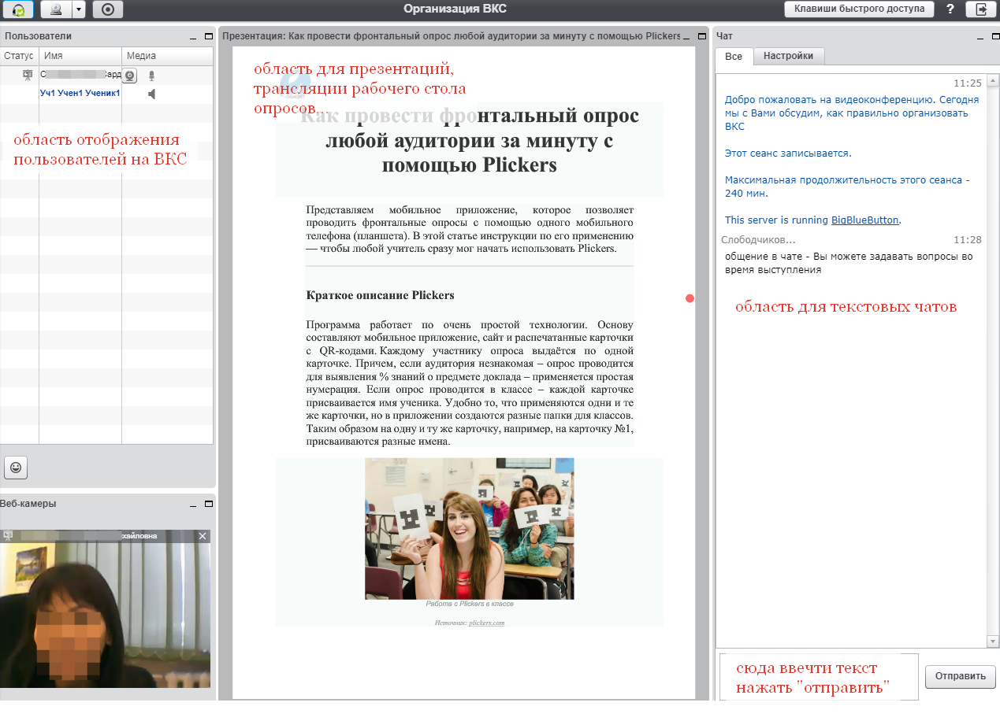 Организация ВКС
Клавиши быстрого доступа
?
Пользователи
Статус Имя Медиа
Уч1 Учен1 Ученик1
область отображения
пользователей на ВКС
Веб-камеры
хайловна
Презентация: Как провести фронтальный опрос любой аудитории за минуту с помощью Plickers
область для презентаций,
трансляции рабочего стола
опросов...
Как провести фронтальный опрос
любой аудитории за минуту с
помощью Plickers
Представляем мобильное приложение, которое позволяет
проводить фронтальные опросы с помощью одного мобильного
телефона (планшета). В этой статье инструкции по его применению
— чтобы любой учитель сразу мог начать использовать Plickers.
Краткое описание Plickers
Программа работает по очень простой технологии. Основу
составляют мобильное приложение, сайт и распечатанные карточки
с QR-кодами. Каждому участнику опроса выдаётся по одной
карточке. Причем, если аудитория незнакомая – опрос проводится
для выявления % знаний о предмете доклада – применяется простая
нумерация. Если опрос проводится в классе – каждой карточке
присваивается имя ученика. Удобно то, что применяются одни и те
же карточки, но в приложении создаются разные папки для классов.
Таким образом на одну и ту же карточку, например, на карточку №1,
присваиваются разные имена.
Работа с Plickers в классе
Источник: plickers.com
Чат
Все Настройки
11:25
Добро пожаловать на видеоконференцию. Сегодня
мы с Вами обсудим, как правильно организовать
ВКС
Этот сеанс записывается.
Максимальная продолжительность этого сеанса -
240 мин.
This server is running BigBlueButton.
Слободчиков... 11:28
общение в чате - Вы можете задавать вопросы во
время выступления
область для текстовых чатов
сюда ввечти текст
нажать "отправить"
Отправить